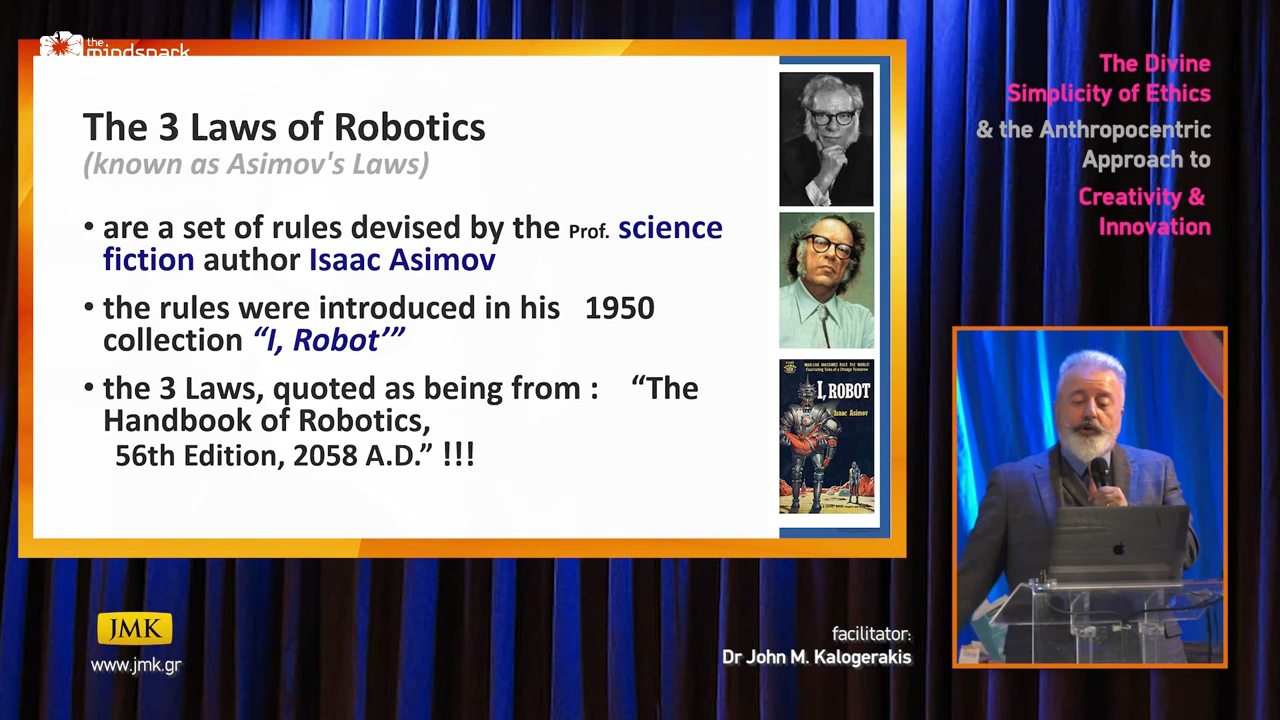 the
mindspark
The 3 Laws of Robotics
(known as Asimov's Laws)
• are a set of rules devised by the Prof. science
fiction author Isaac Asimov
• the rules were introduced in his 1950
collection “I, Robot’”
• the 3 Laws, quoted as being from : “The
Handbook of Robotics,
56th Edition, 2058 A.D.” !!!
I, ROBOT
Isaac Asimov
The Divine
Simplicity of Ethics
& the Anthropocentric
Approach to
Creativity &
Innovation
JMK
www.jmk.gr
facilitator:
Dr John M. Kalogerakis